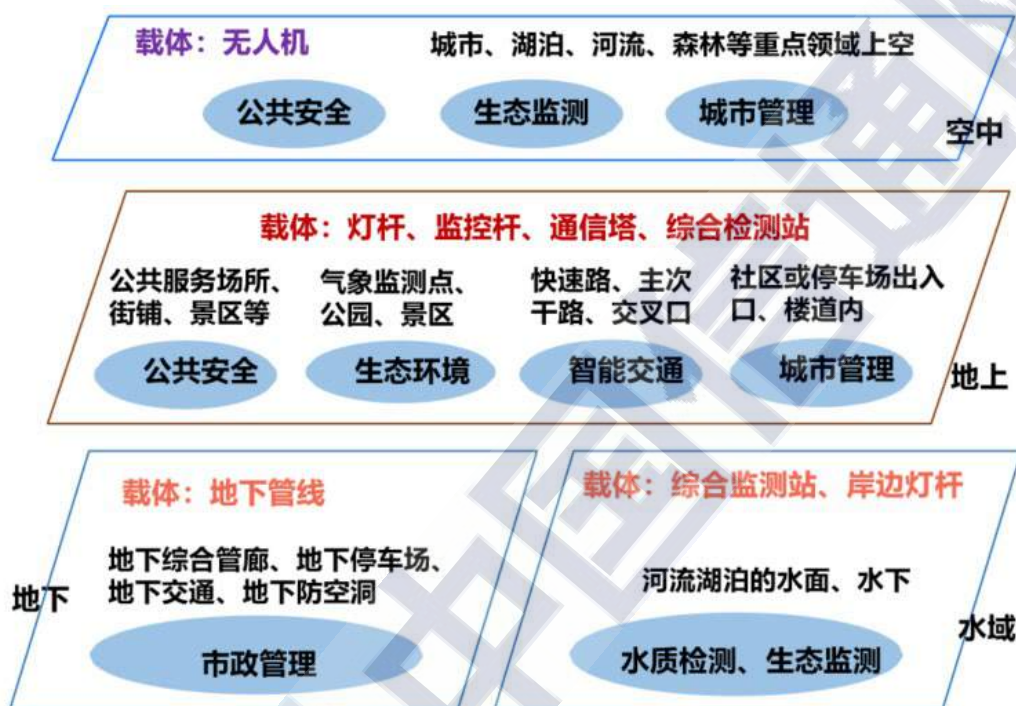 载体：无人机
城市、湖泊、河流、森林等重点领域上空
公共安全
生态监测
城市管理
空中
载体：灯杆、监控杆、通信塔、综合检测站
公共服务场所、
街铺、景区等
气象监测点、
公园、景区
快速路、主次
干路、交叉口
社区或停车场出入
口、楼道内
公共安全
生态环境
智能交通
城市管理
地上
载体：地下管线
地下综合管廊、地下停车场、
地下交通、地下防空洞
地下
市政管理
载体：综合监测站、岸边灯杆
河流湖泊的水面、水下
水域
水质检测、生态监测
中国信通